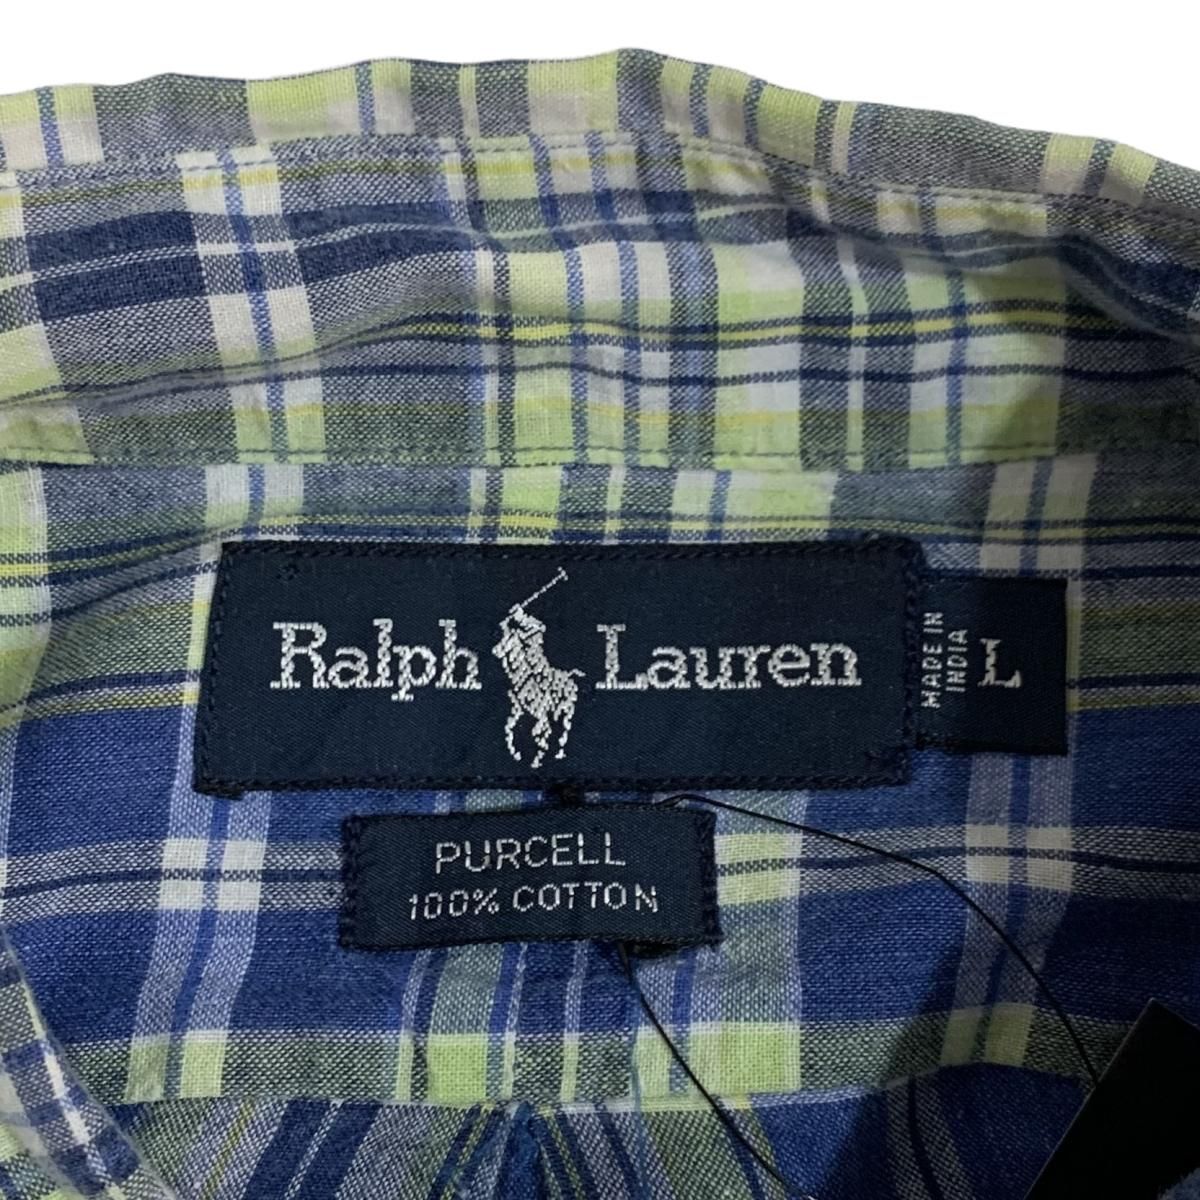 Ralph Lauren
MADE IN
INDIA
L
PURCELL
100% COTTON